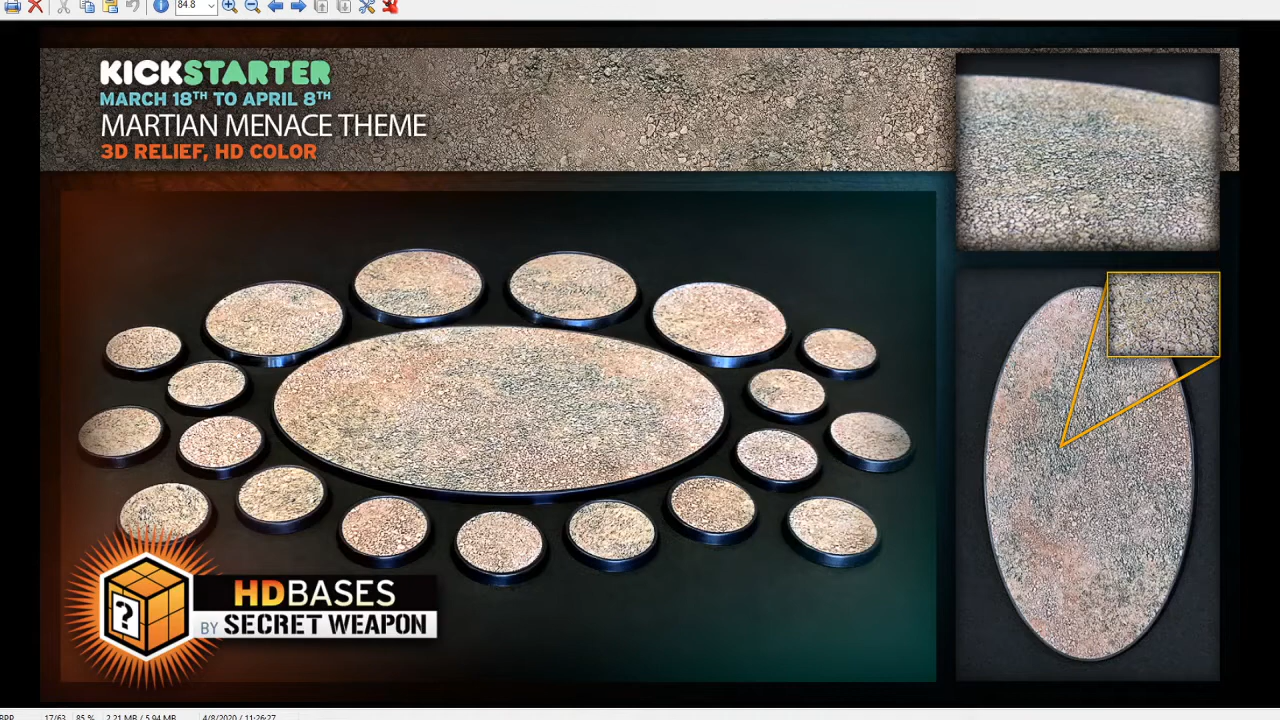 84.8
KICKSTARTER
MARCH 18TH TO APRIL 8TH
MARTIAN MENACE THEME
3D RELIEF, HD COLOR
?
HDBASES
BY SECRET WEAPON
BPP 17/63 85 % 2.21 MB / 5.94 MB 4/8/2020 / 11:26:27